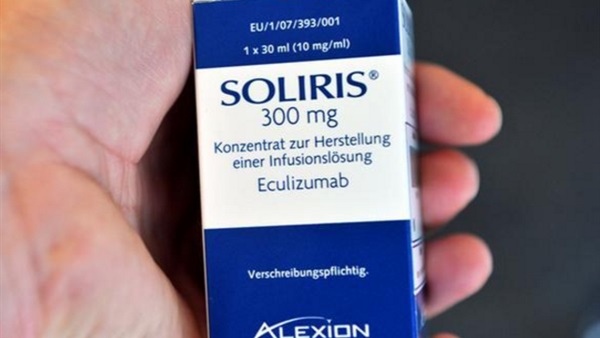 EU/1/07/393/001
1 x 30 ml (10 mg/ml)
SOLIRIS®
300 mg
Konzentrat zur Herstellung
einer Infusionslösung
Eculizumab
Verschreibungspflichtig.
ALEXION